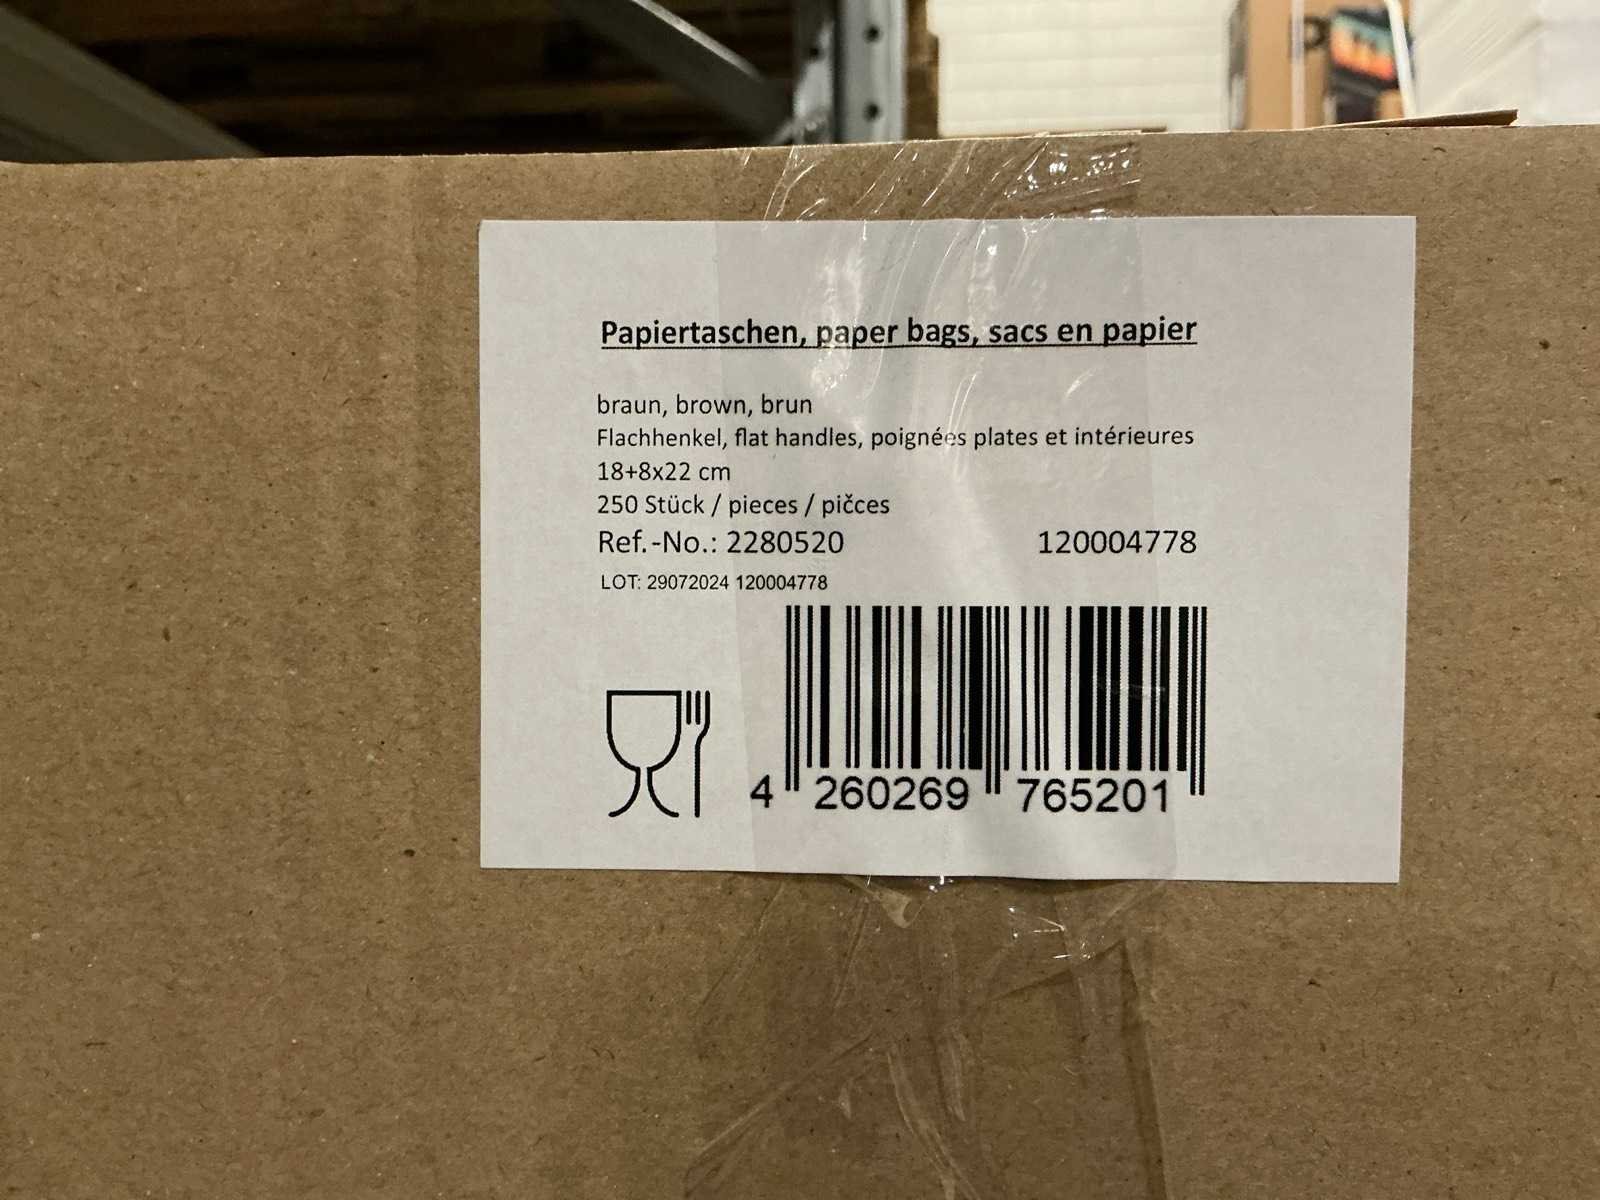 Papiertaschen, paper bags, sacs en papier
braun, brown, brun
Flachhenkel, flat handles, poignées plates et intérieures
18+8x22 cm
250 Stück / pieces / pičces
Ref.-No.: 2280520 120004778
LOT: 29072024 120004778
4 260269 765201